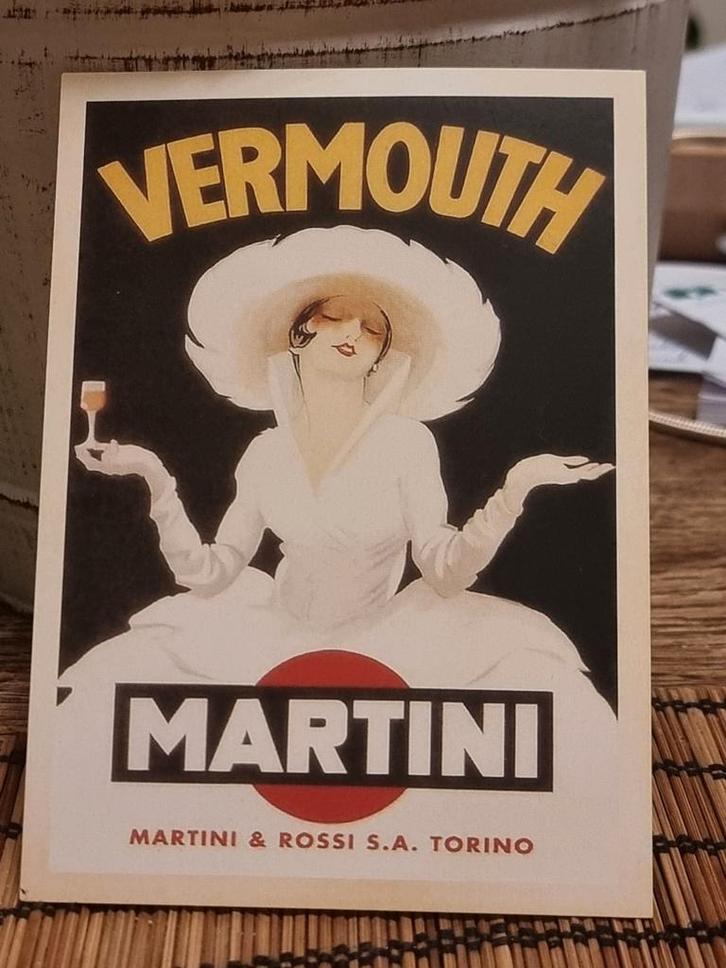 VERMOUTH
MARTINI
MARTINI & ROSSI S.A. TORINO